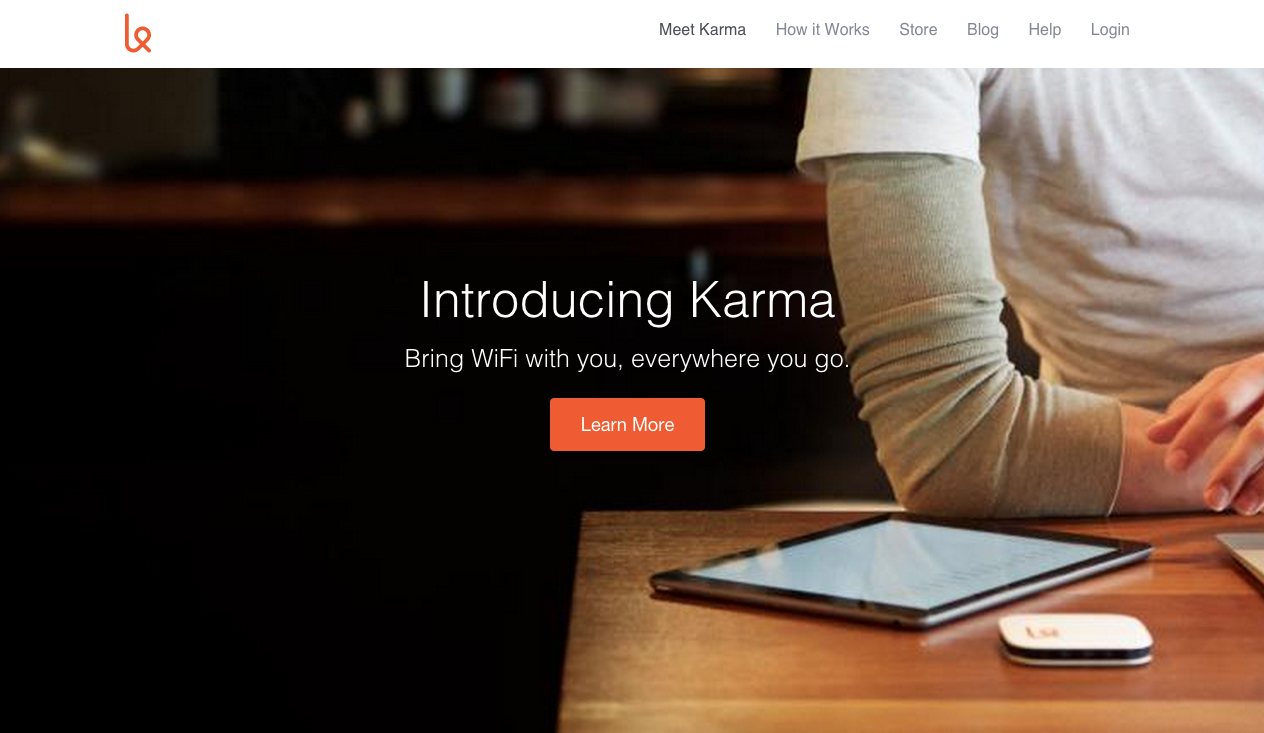 Meet Karma
How it Works
Store
Blog
Help
Login
Introducing Karma
Bring WiFi with you, everywhere you go.
Learn More